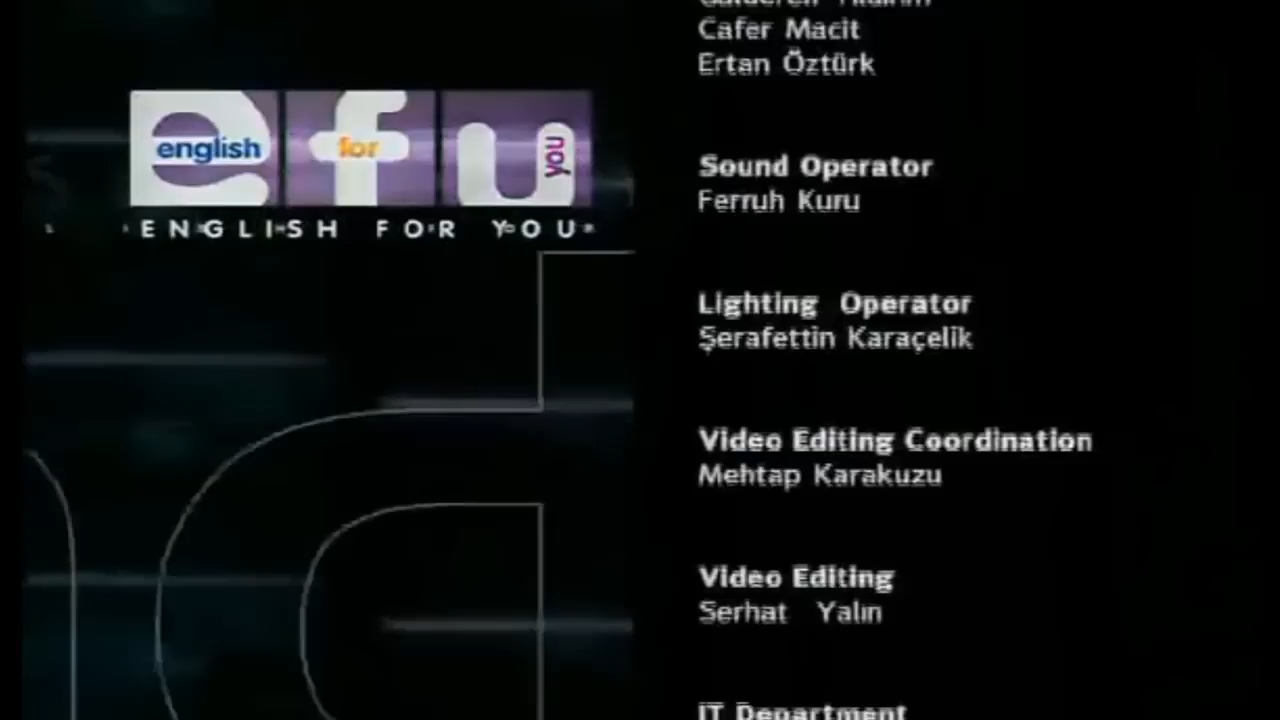 Cafer Macit
Ertan Öztürk
english for you
ENGLISH FOR YOU
Sound Operator
Ferruh Kuru
Lighting Operator
Şerafettin Karaçelik
Video Editing Coordination
Mehtap Karakuzu
Video Editing
Serhat Yalın
IT Department